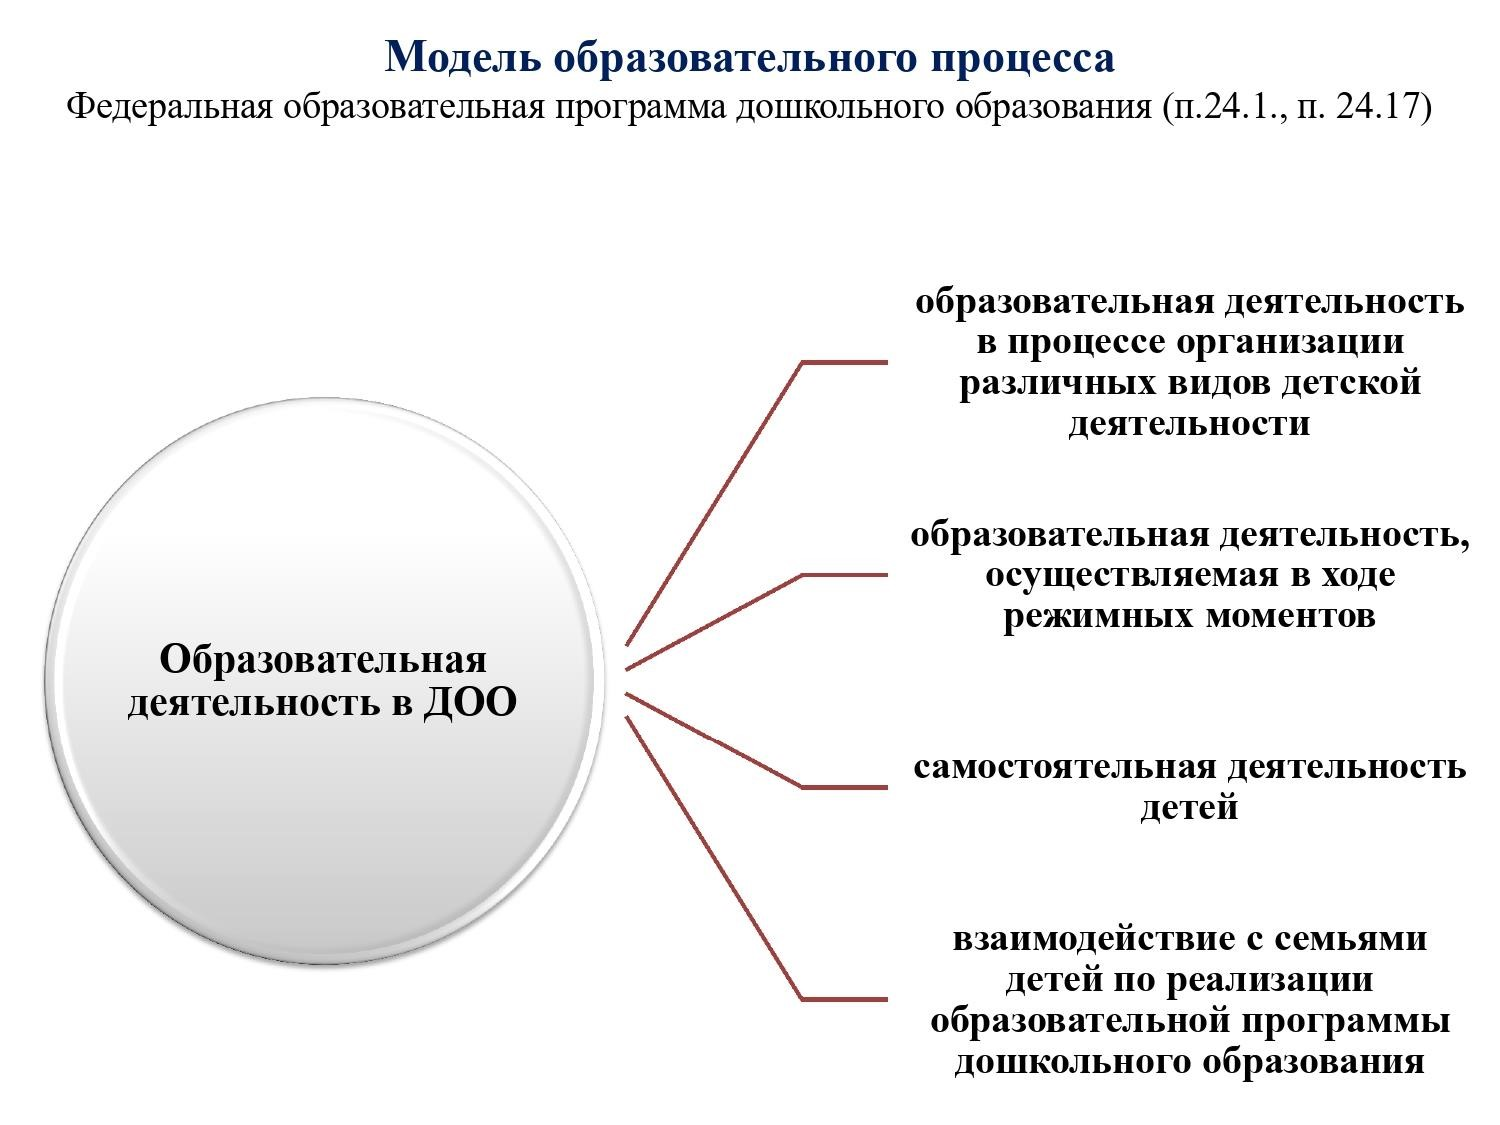 Модель образовательного процесса
Федеральная образовательная программа дошкольного образования (п.24.1., п. 24.17)
Образовательная
деятельность в ДОО
образовательная деятельность
в процессе организации
различных видов детской
деятельности
образовательная деятельность,
осуществляемая в ходе
режимных моментов
самостоятельная деятельность
детей
взаимодействие с семьями
детей по реализации
образовательной программы
дошкольного образования